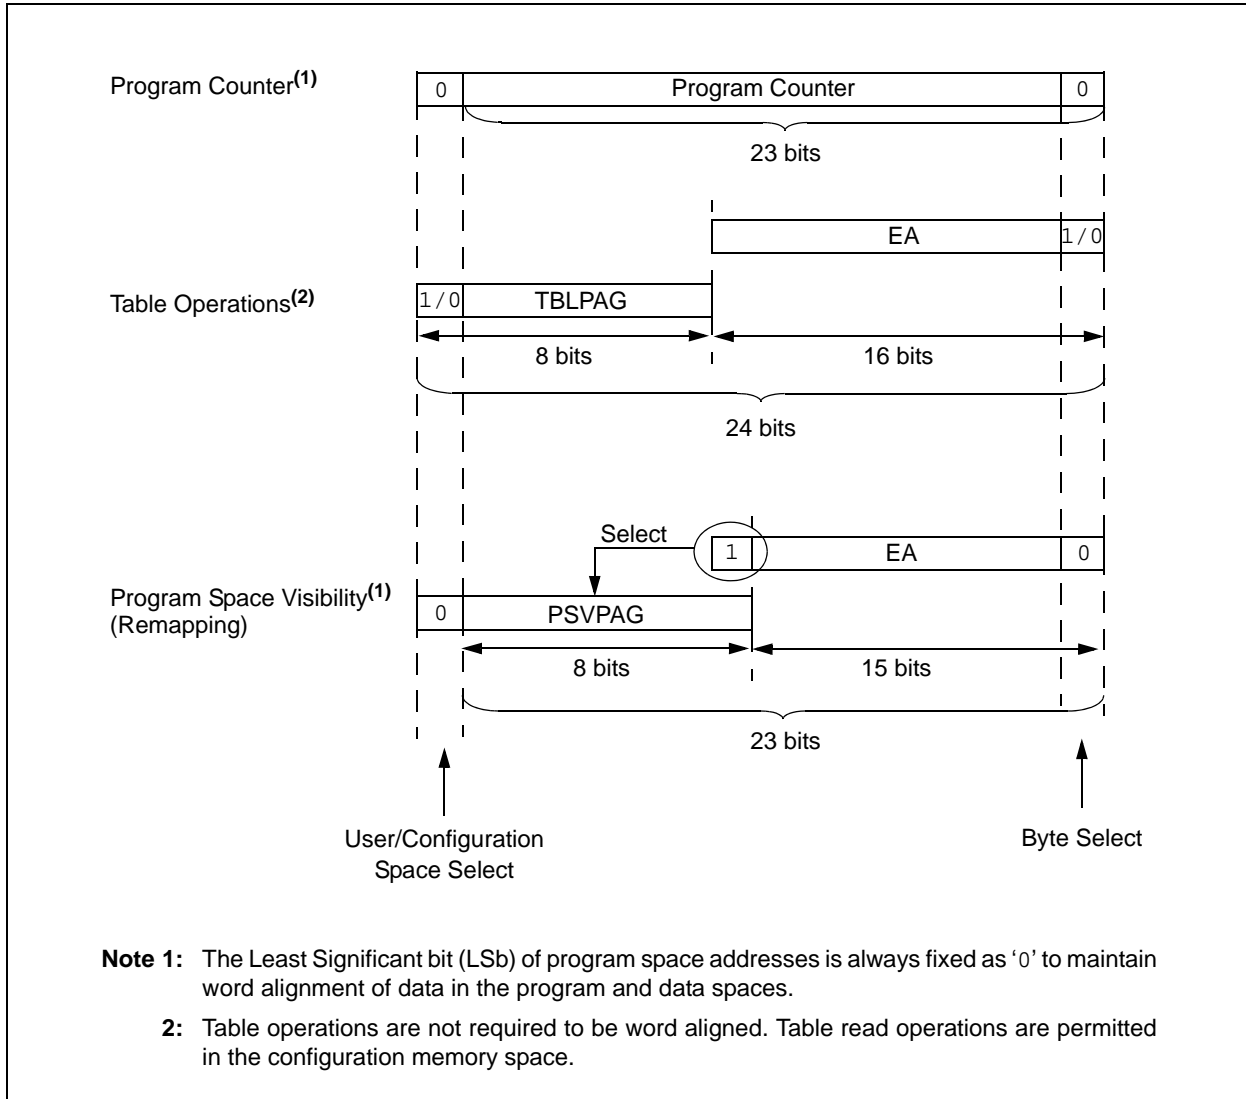 Program Counter(1)
0 Program Counter 0
23 bits
EA 1/0
Table Operations(2)
1/0 TBLPAG
8 bits 16 bits
24 bits
Select
1 EA 0
Program Space Visibility(1)
(Remapping)
0 PSVPAG
8 bits 15 bits
23 bits
User/Configuration
Space Select
Byte Select
Note 1: The Least Significant bit (LSb) of program space addresses is always fixed as ‘0’ to maintain
word alignment of data in the program and data spaces.
2: Table operations are not required to be word aligned. Table read operations are permitted
in the configuration memory space.